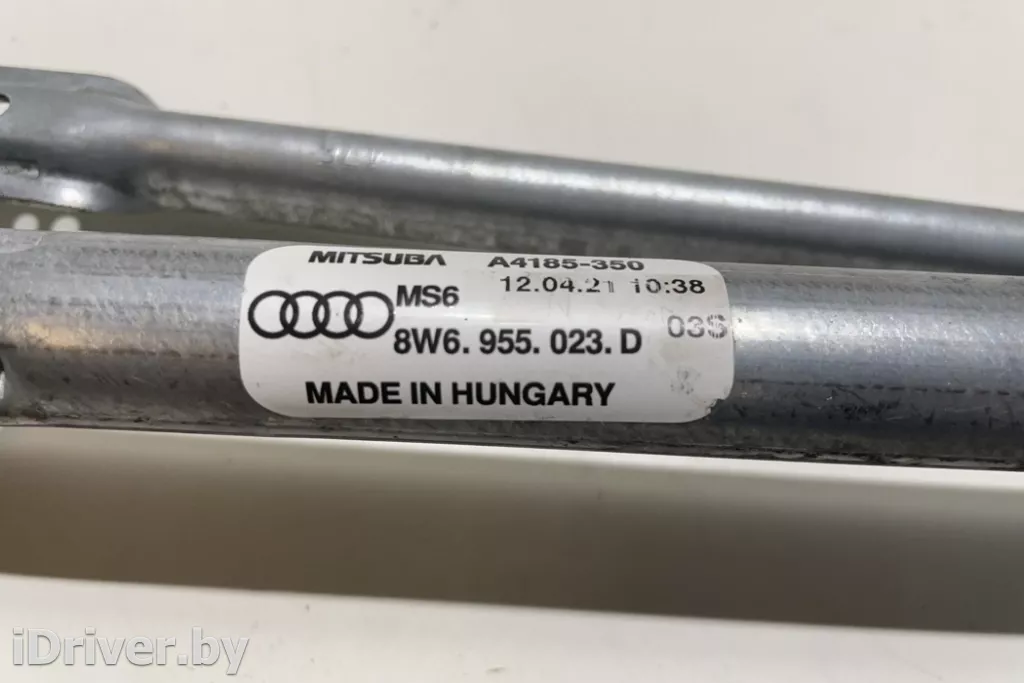 MITSUBA A4185-350
MS6 12.04.21 10:38
8W6. 955. 023. D 03S
MADE IN HUNGARY
iDriver.by